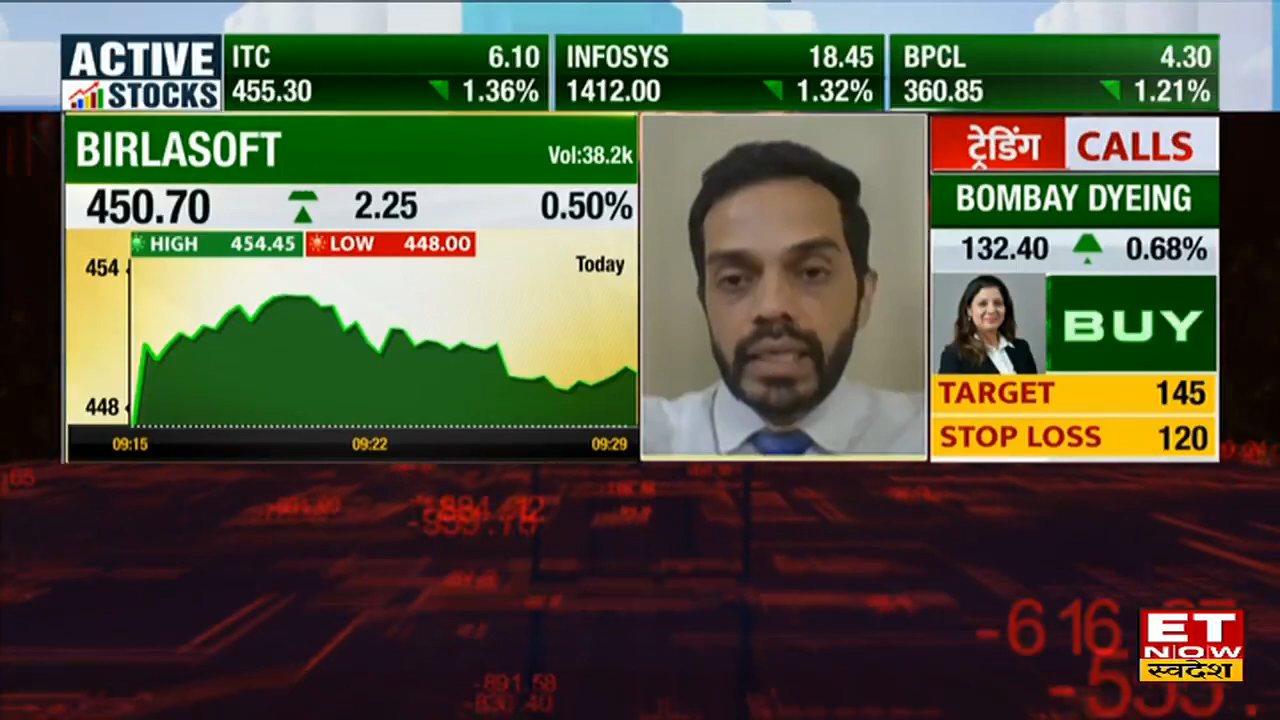 ACTIVE
STOCKS
ITC 6.10
455.30 1.36%
INFOSYS 18.45
1412.00 1.32%
BPCL 4.30
360.85 1.21%
BIRLASOFT Vol:38.2k
450.70 2.25 0.50%
HIGH 454.45 LOW 448.00
454 Today
448
09:15 09:22 09:29
ट्रेडिंग CALLS
BOMBAY DYEING
132.40 0.68%
BUY
TARGET 145
STOP LOSS 120
-891.58
ET
NOW
स्वदेश